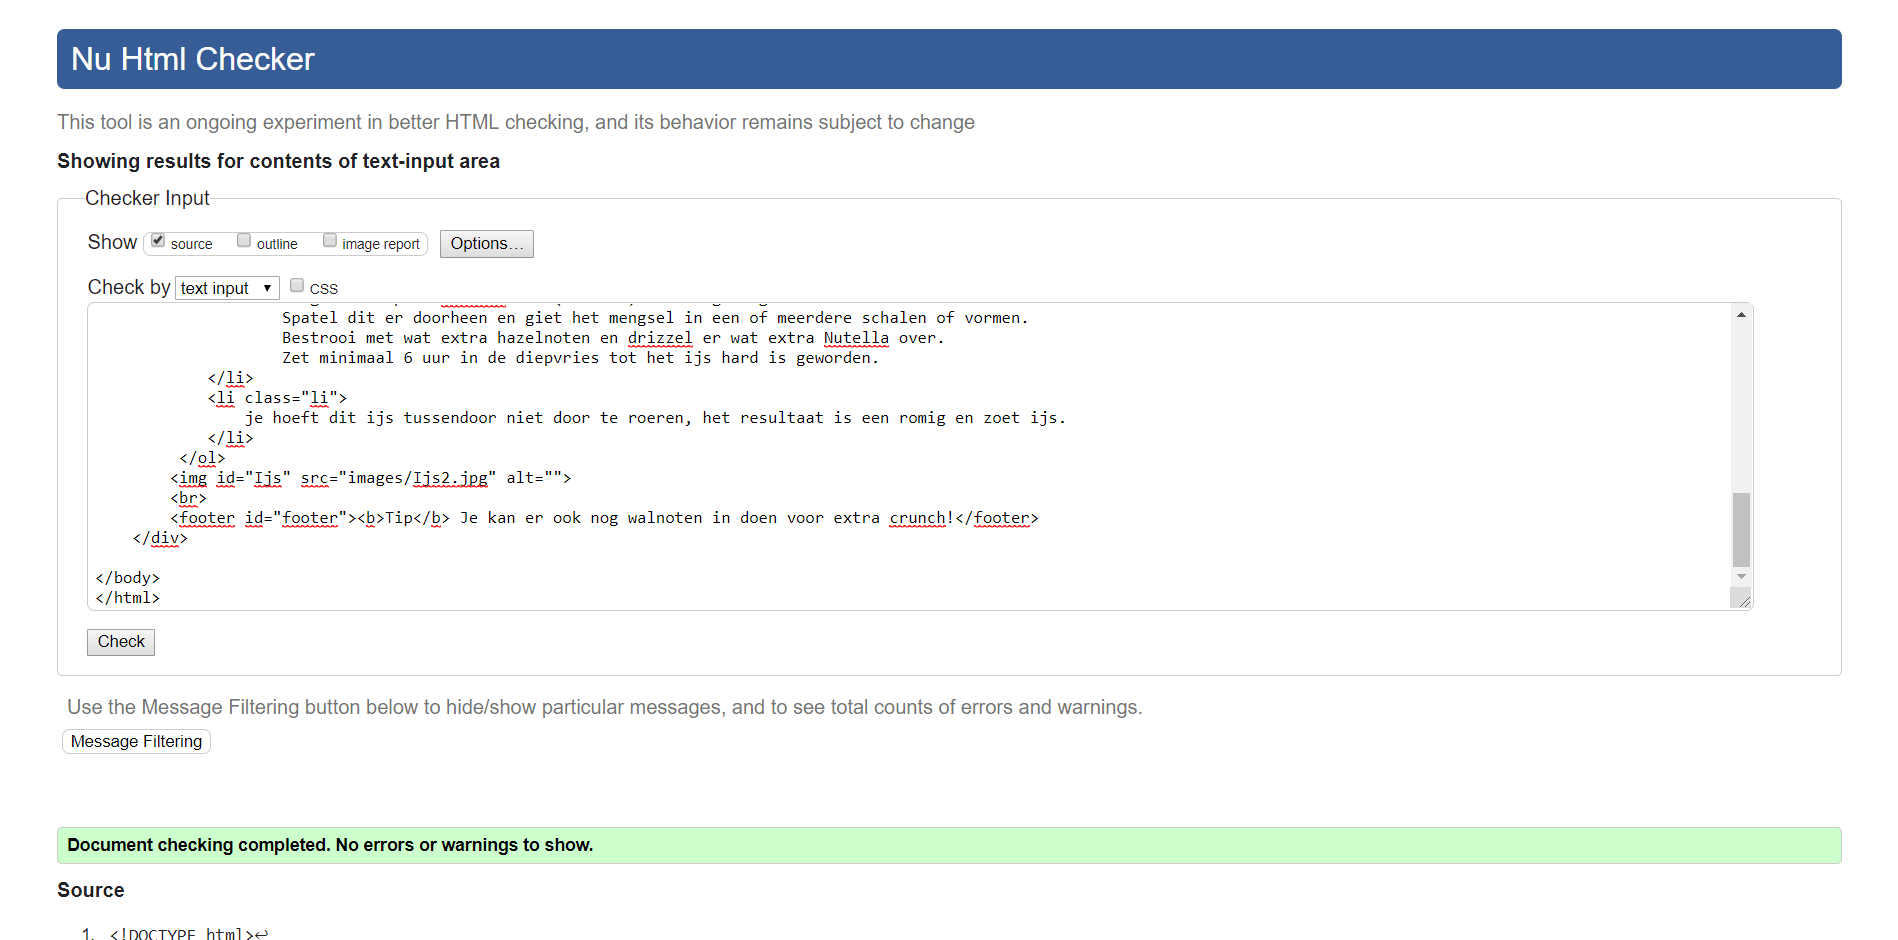 Nu Html Checker
This tool is an ongoing experiment in better HTML checking, and its behavior remains subject to change
Showing results for contents of text-input area
Checker Input
Show source outline image report Options...
Check by text input CSS
Spatel dit er doorheen en giet het mengsel in een of meerdere schalen of vormen.
Bestrooi met wat extra hazelnoten en drizzel er wat extra Nutella over.
Zet minimaal 6 uur in de diepvries tot het ijs hard is geworden.
</li>
<li class="li">
je hoeft dit ijs tussendoor niet door te roeren, het resultaat is een romig en zoet ijs.
</li>
</ol>
<img id="Ijs" src="images/Ijs2.jpg" alt="">
<br>
<footer id="footer"><b>Tip</b> Je kan er ook nog walnoten in doen voor extra crunch!</footer>
</div>
</body>
</html>
Check
Use the Message Filtering button below to hide/show particular messages, and to see total counts of errors and warnings.
Message Filtering
Document checking completed. No errors or warnings to show.
Source
1. <!DOCTYPE html>↩